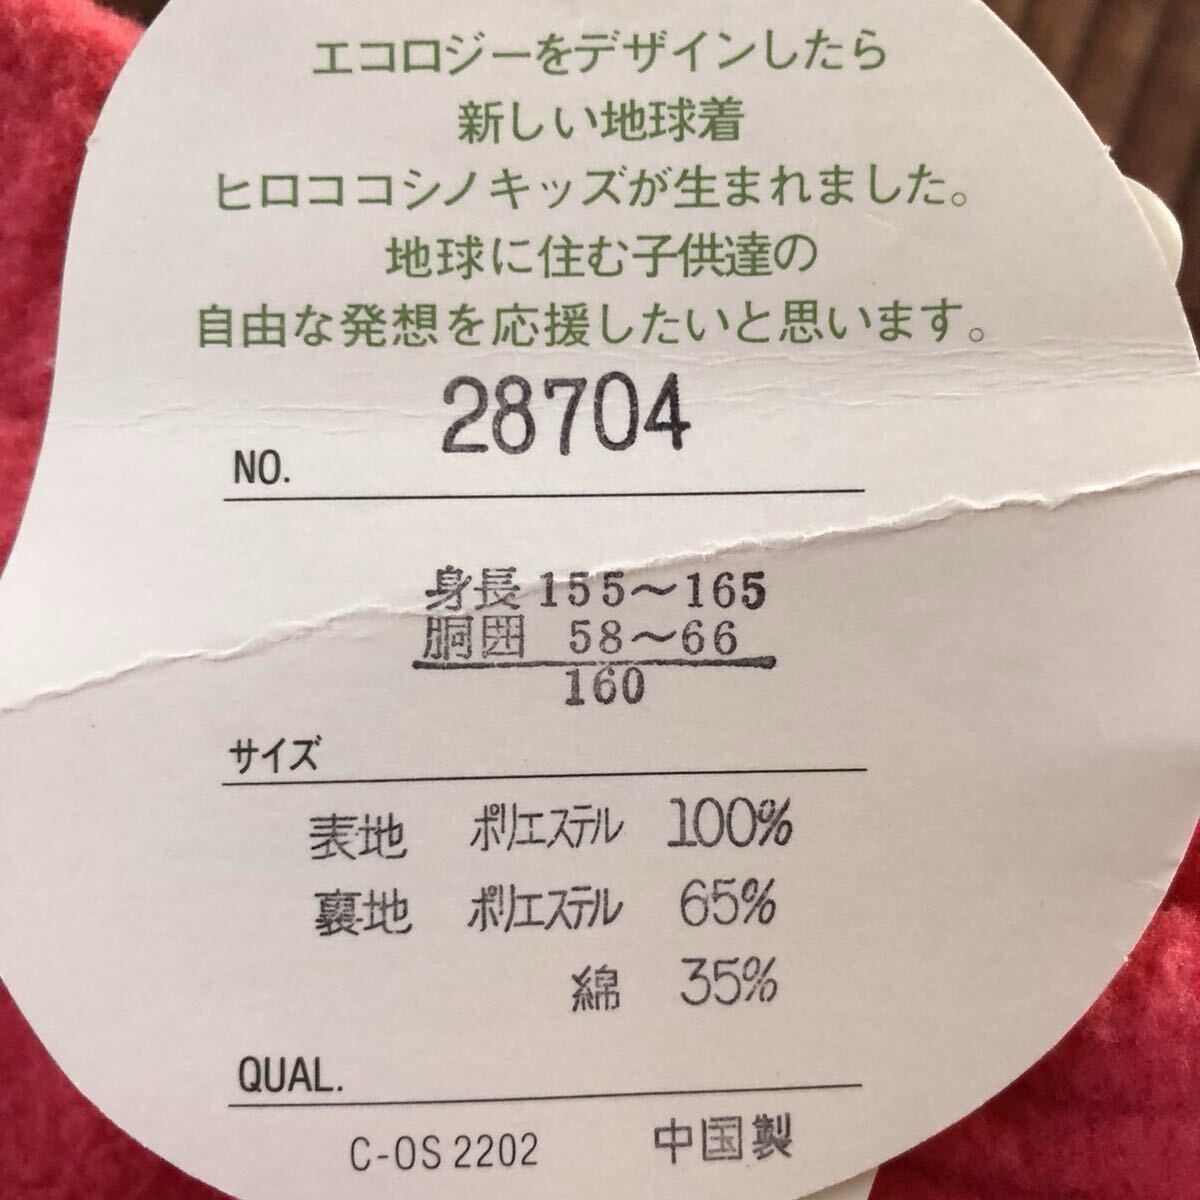 エコロジーをデザインしたら
新しい地球着
ヒロココシノキッズが生まれました。
地球に住む子供達の
自由な発想を応援したいと思います。
NO. 28704
身長 155〜165
胴囲 58〜66
160
サイズ
表地 ポリエステル 100%
裏地 ポリエステル 65%
綿 35%
QUAL.
C-OS 2202 中国製